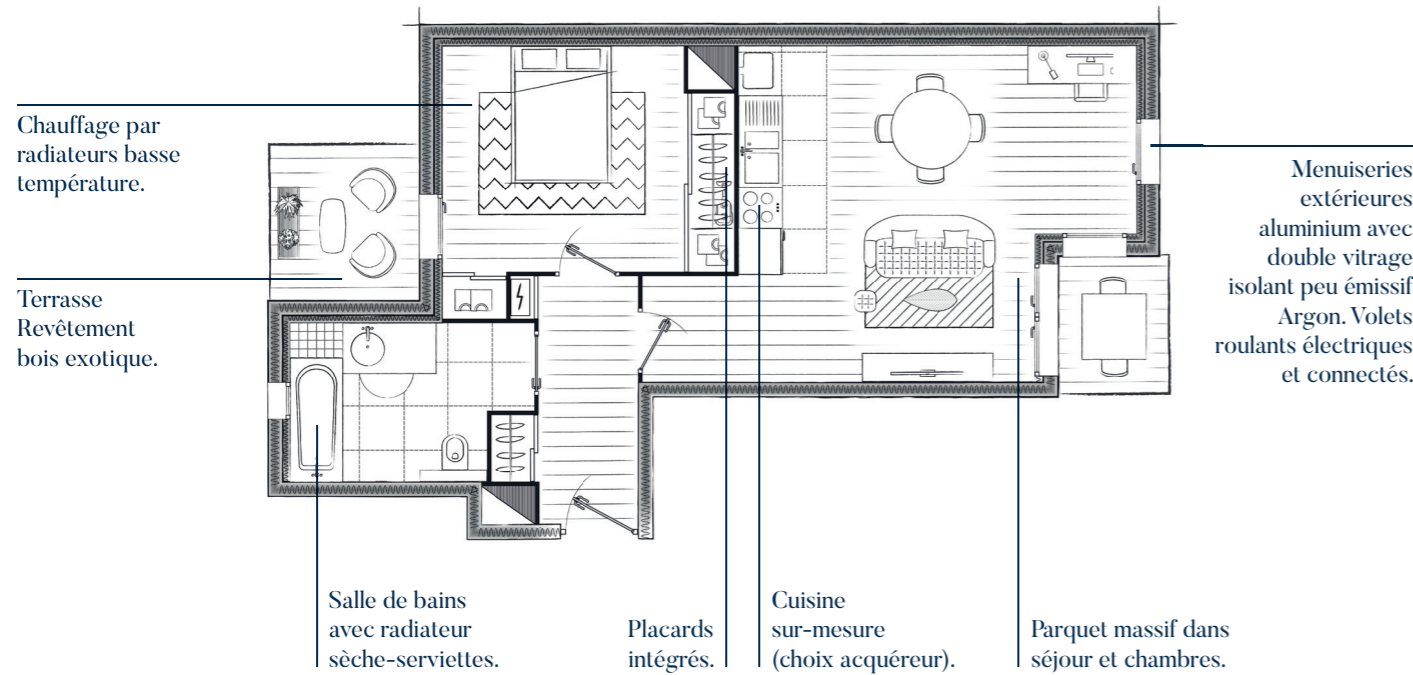 Chauffage par
radiateurs basse
température.
Terrasse
Revêtement
bois exotique.
Menuiseries
extérieures
aluminium avec
double vitrage
isolant peu émissif
Argon. Volets
roulants électriques
et connectés.
Salle de bains
avec radiateur
sèche-serviettes.
Placards
intégrés.
Cuisine
sur-mesure
(choix acquéreur).
Parquet massif dans
séjour et chambres.